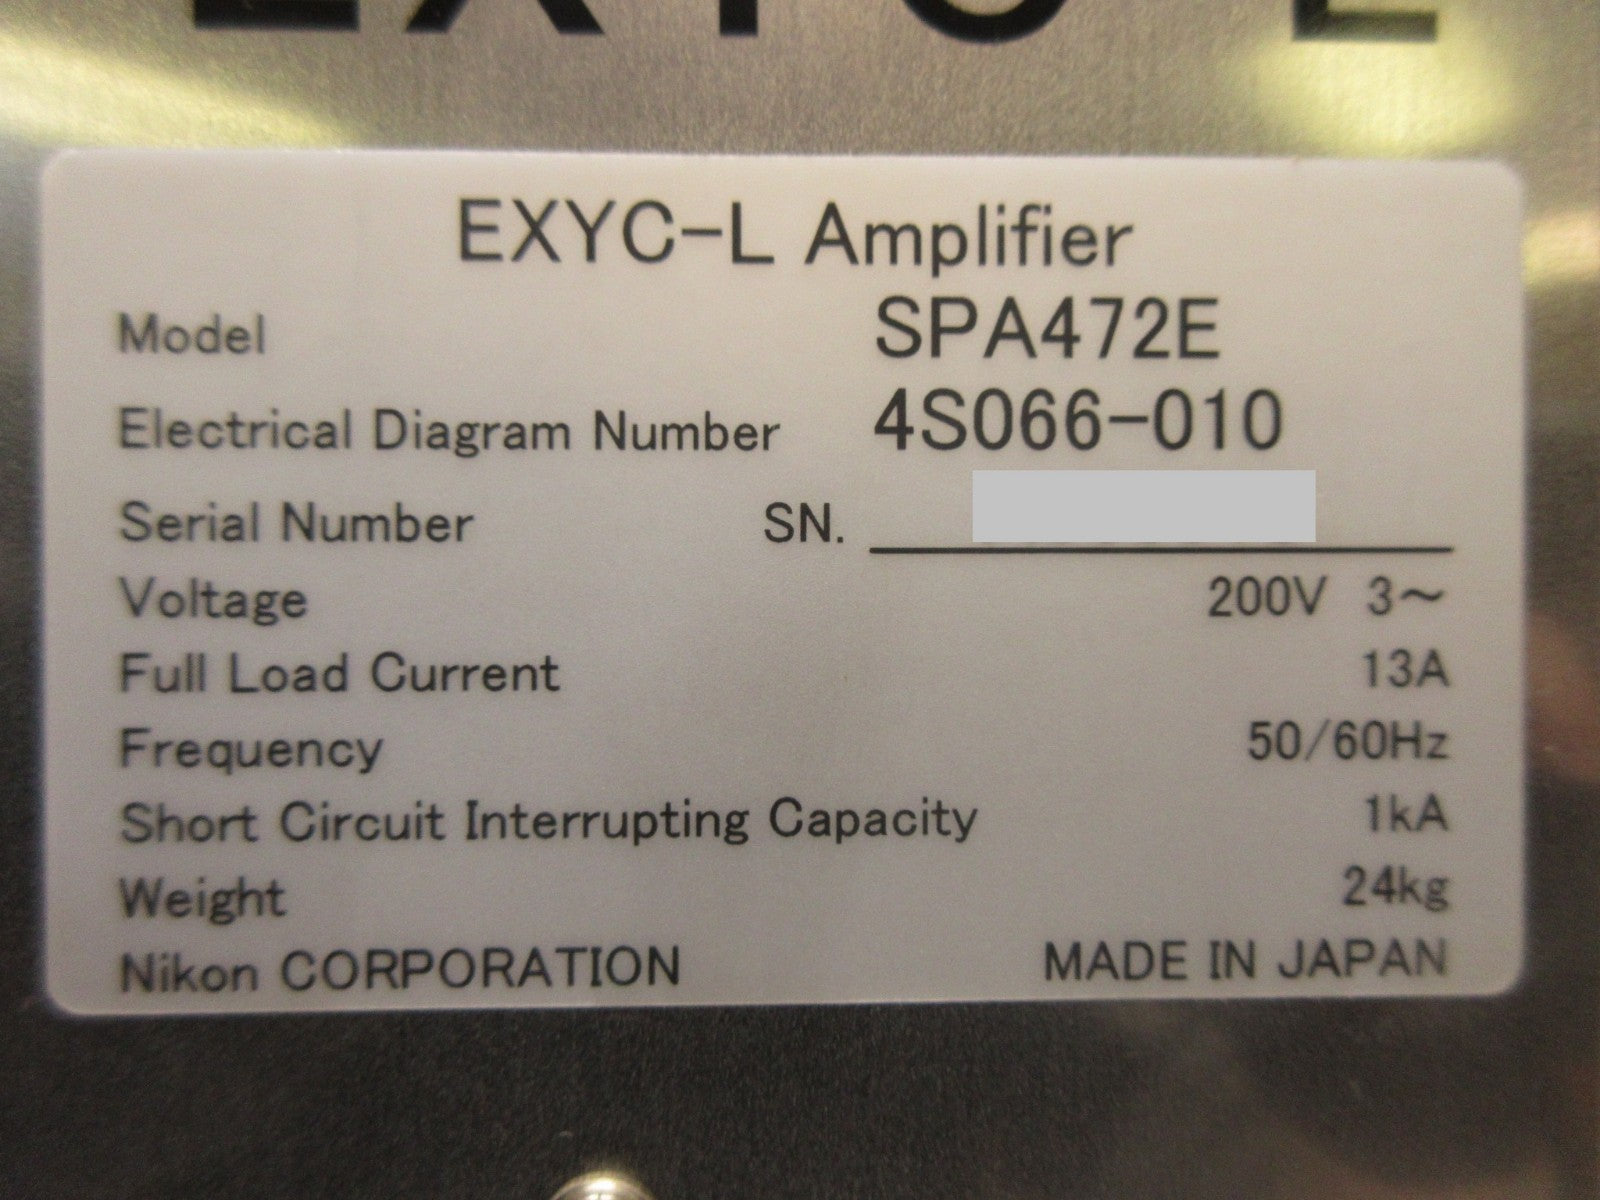 EXYC-L
EXYC-L Amplifier
Model SPA472E
Electrical Diagram Number 4S066-010
Serial Number SN.
Voltage 200V 3～
Full Load Current 13A
Frequency 50/60Hz
Short Circuit Interrupting Capacity 1kA
Weight 24kg
Nikon CORPORATION MADE IN JAPAN